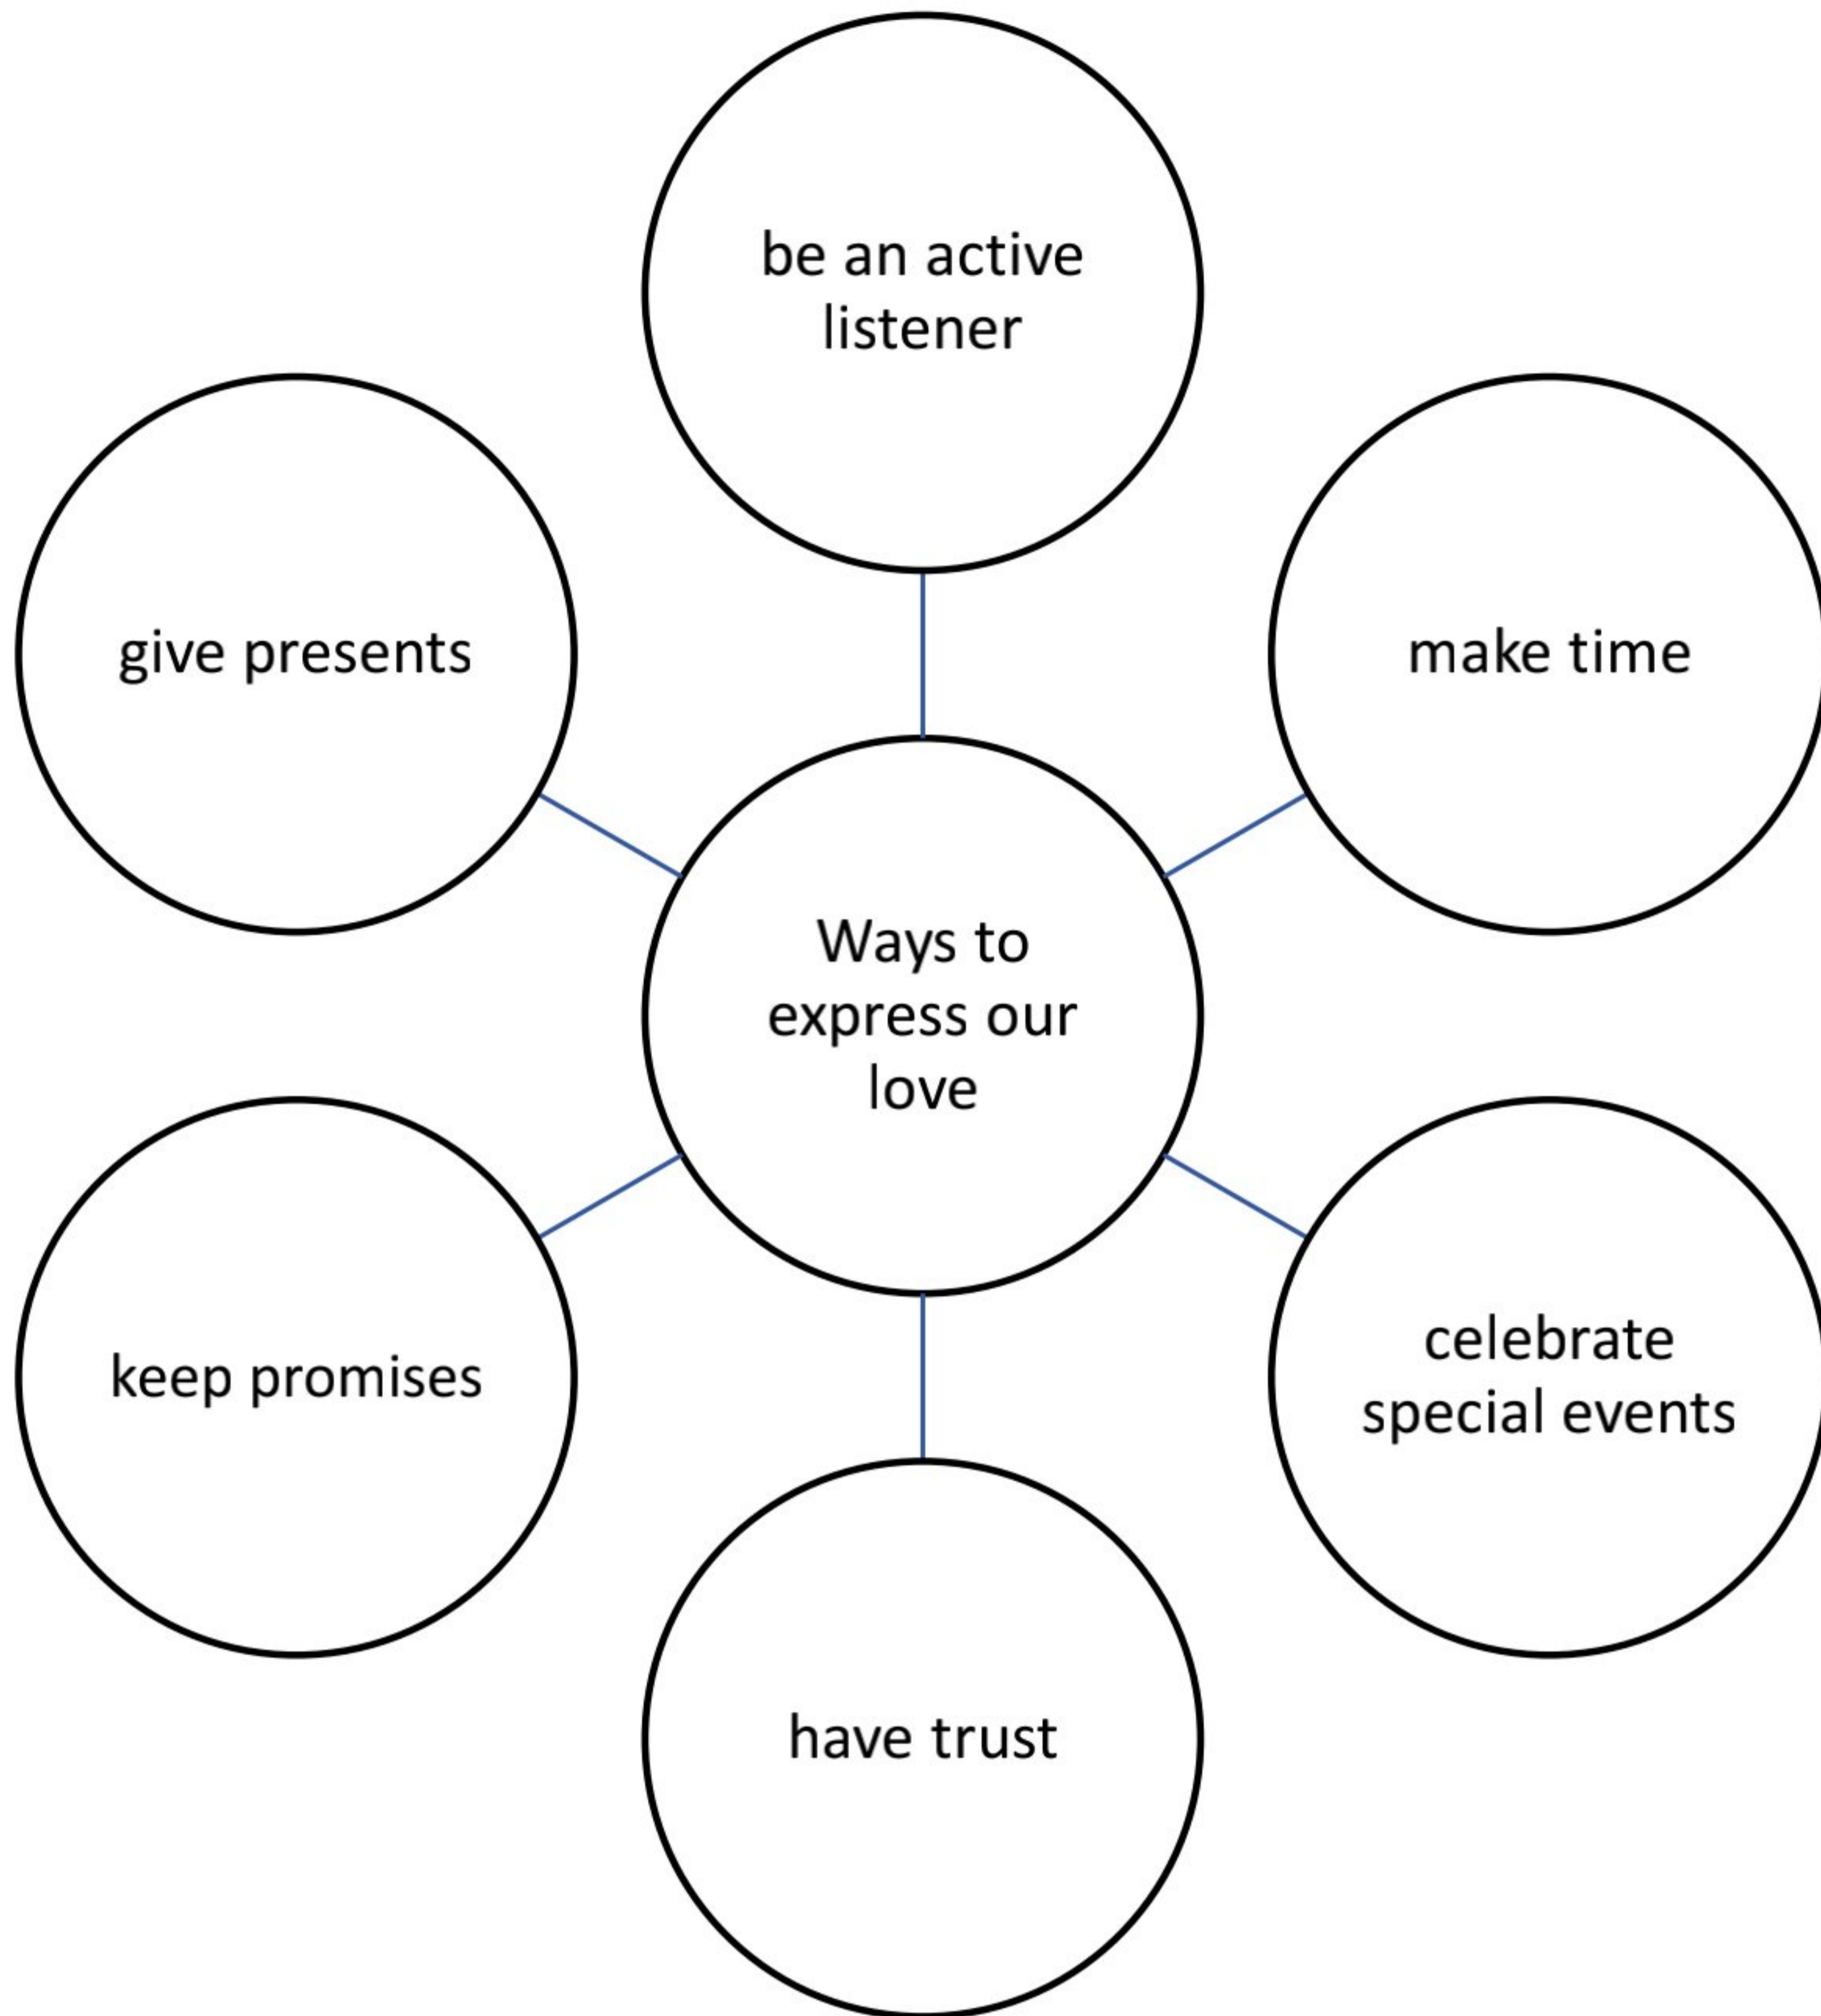 be an active
listener
give presents
make time
Ways to
express our
love
keep promises
celebrate
special events
have trust